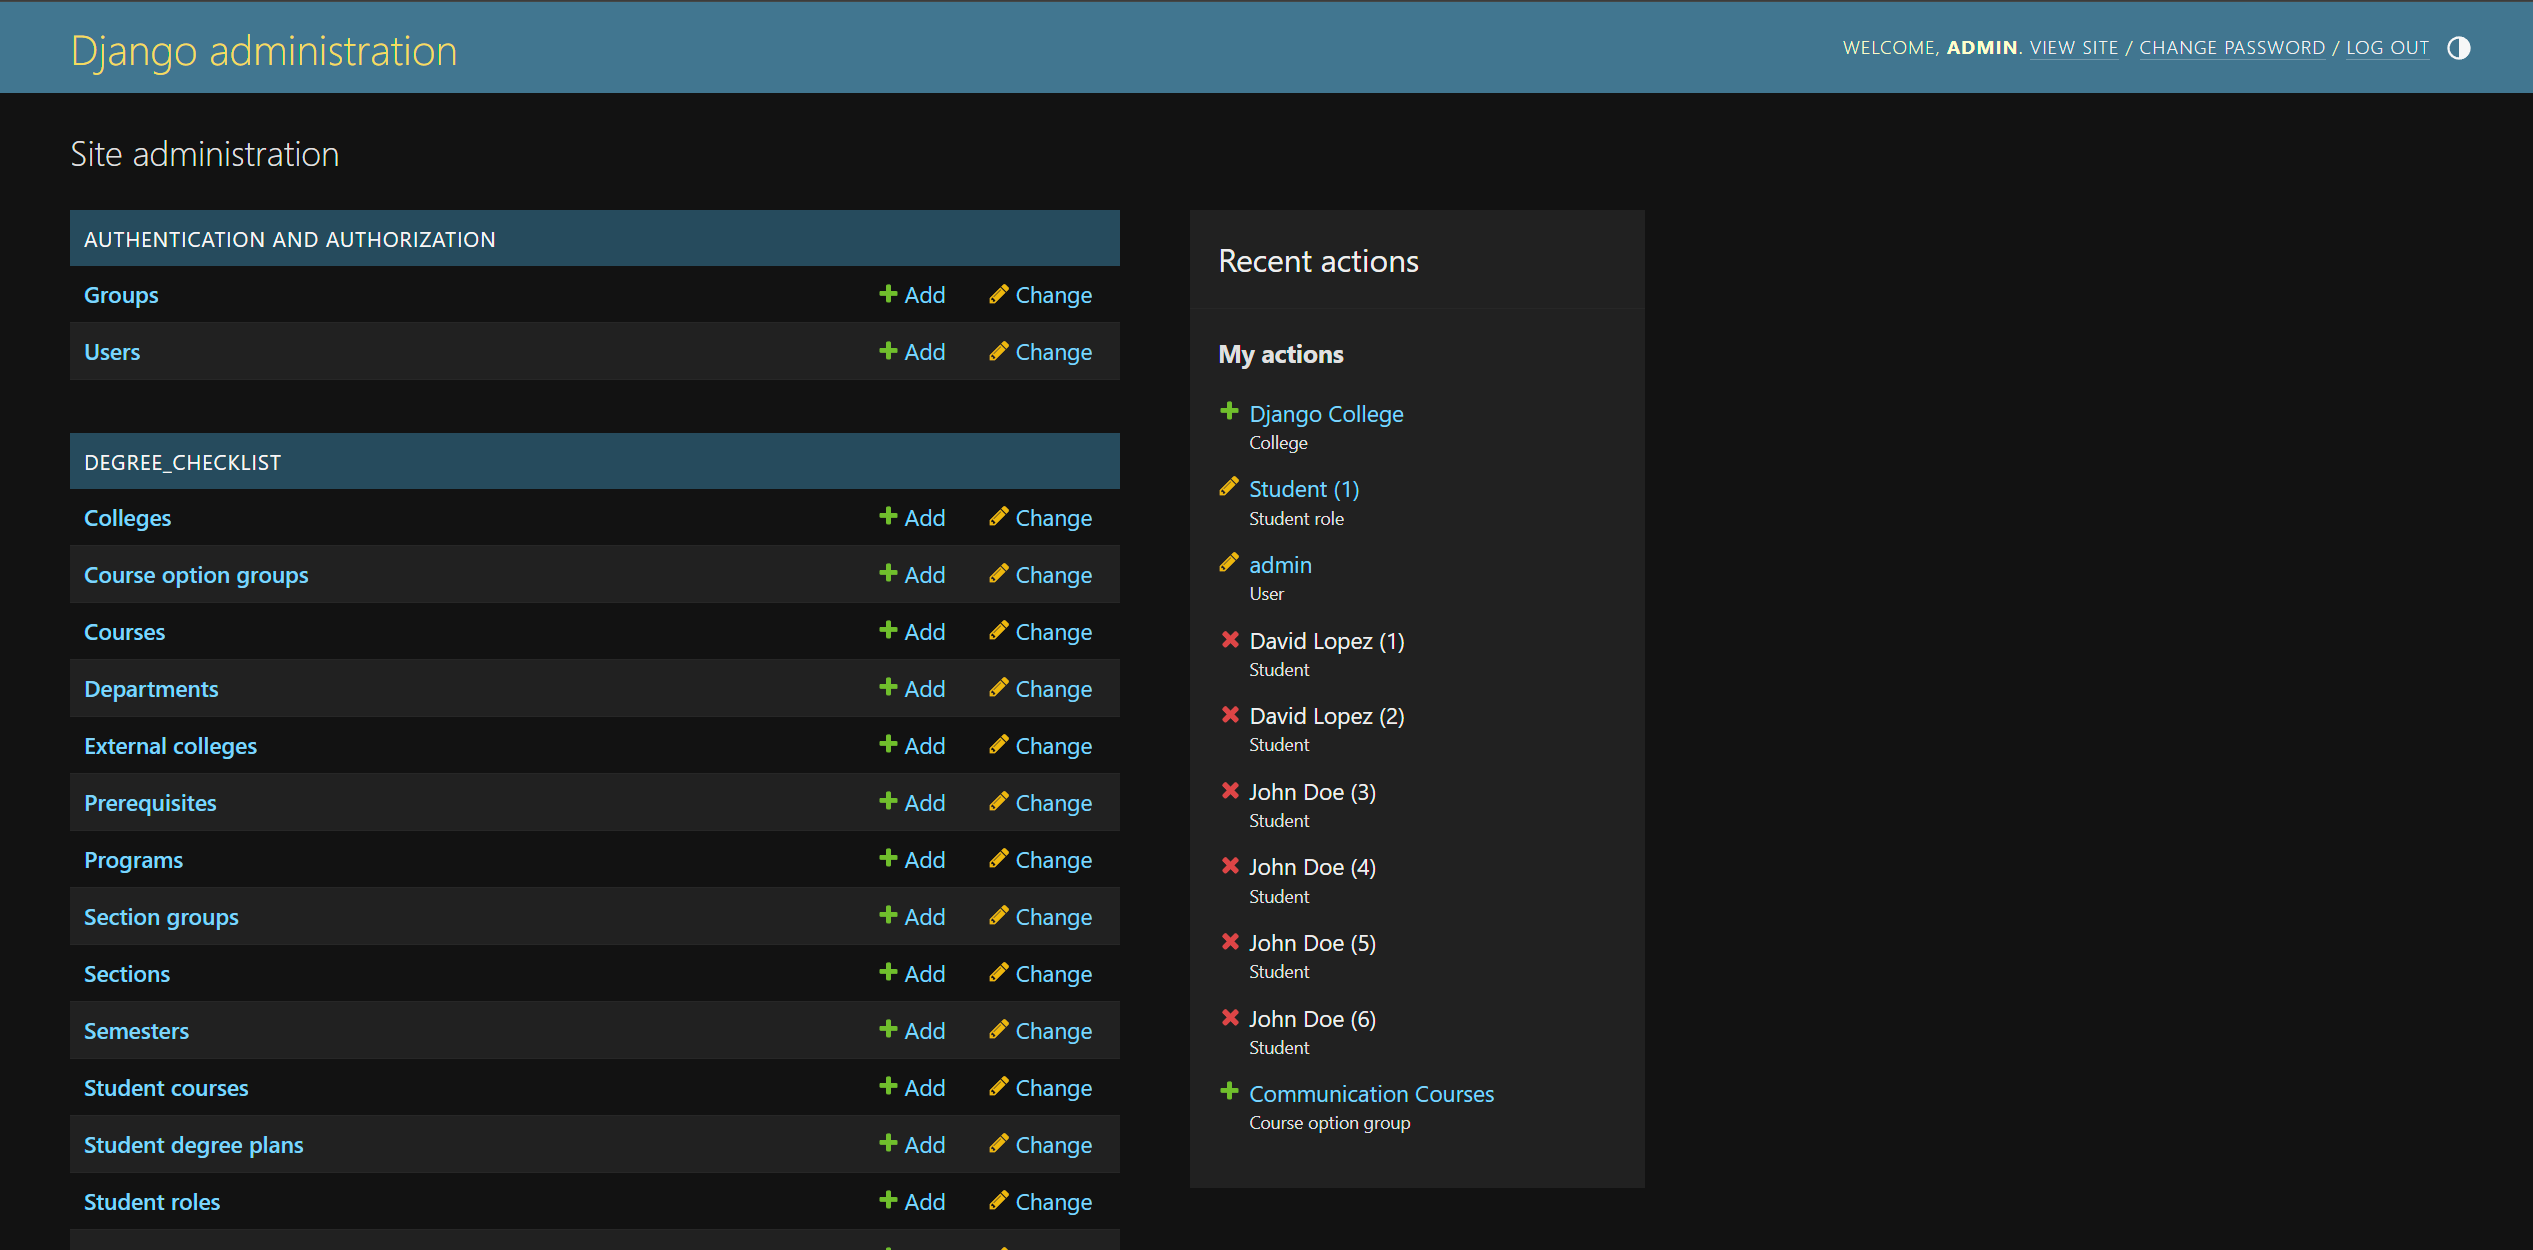 Django administration
WELCOME, ADMIN. VIEW SITE / CHANGE PASSWORD / LOG OUT
Site administration
AUTHENTICATION AND AUTHORIZATION
Groups Add Change
Users Add Change
DEGREE_CHECKLIST
Colleges Add Change
Course option groups Add Change
Courses Add Change
Departments Add Change
External colleges Add Change
Prerequisites Add Change
Programs Add Change
Section groups Add Change
Sections Add Change
Semesters Add Change
Student courses Add Change
Student degree plans Add Change
Student roles Add Change
Recent actions
My actions
Django College
College
Student (1)
Student role
admin
User
David Lopez (1)
Student
David Lopez (2)
Student
John Doe (3)
Student
John Doe (4)
Student
John Doe (5)
Student
John Doe (6)
Student
Communication Courses
Course option group